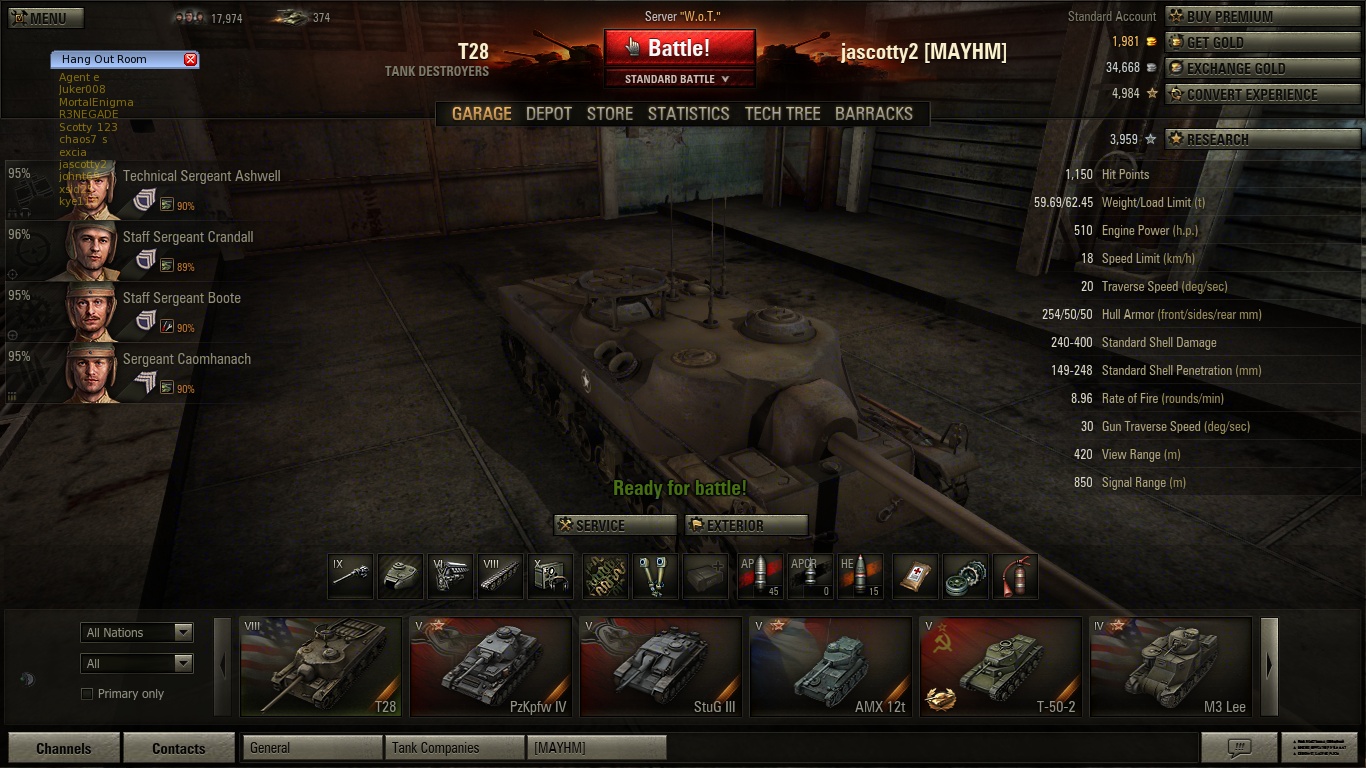 MENU
17,974
374
Server "W.o.T."
Standard Account
BUY PREMIUM
1,981
GET GOLD
34,668
EXCHANGE GOLD
4,984
CONVERT EXPERIENCE
T28
TANK DESTROYERS
Battle!
STANDARD BATTLE
jascotty2 [MAYHM]
GARAGE
DEPOT
STORE
STATISTICS
TECH TREE
BARRACKS
Hang Out Room
Agent e
Juker008
MortalEnigma
R3NEGADE
Scotty 123
chaos7 s
excia
jascotty2
95%
Technical Sergeant Ashwell
90%
96%
Staff Sergeant Crandall
89%
95%
Staff Sergeant Boote
90%
95%
Sergeant Caomhanach
90%
3,959
RESEARCH
1,150 Hit Points
59.69/62.45 Weight/Load Limit (t)
510 Engine Power (h.p.)
18 Speed Limit (km/h)
20 Traverse Speed (deg/sec)
254/50/50 Hull Armor (front/sides/rear mm)
240-400 Standard Shell Damage
149-248 Standard Shell Penetration (mm)
8.96 Rate of Fire (rounds/min)
30 Gun Traverse Speed (deg/sec)
420 View Range (m)
850 Signal Range (m)
Ready for battle!
SERVICE
EXTERIOR
IX
VI
VIII
X
AP
45
APCR
0
HE
15
All Nations
All
Primary only
VIII
T28
V
PzKpfw IV
V
StuG III
V
AMX 12t
V
T-50-2
IV
M3 Lee
Channels
Contacts
General
Tank Companies
[MAYHM]